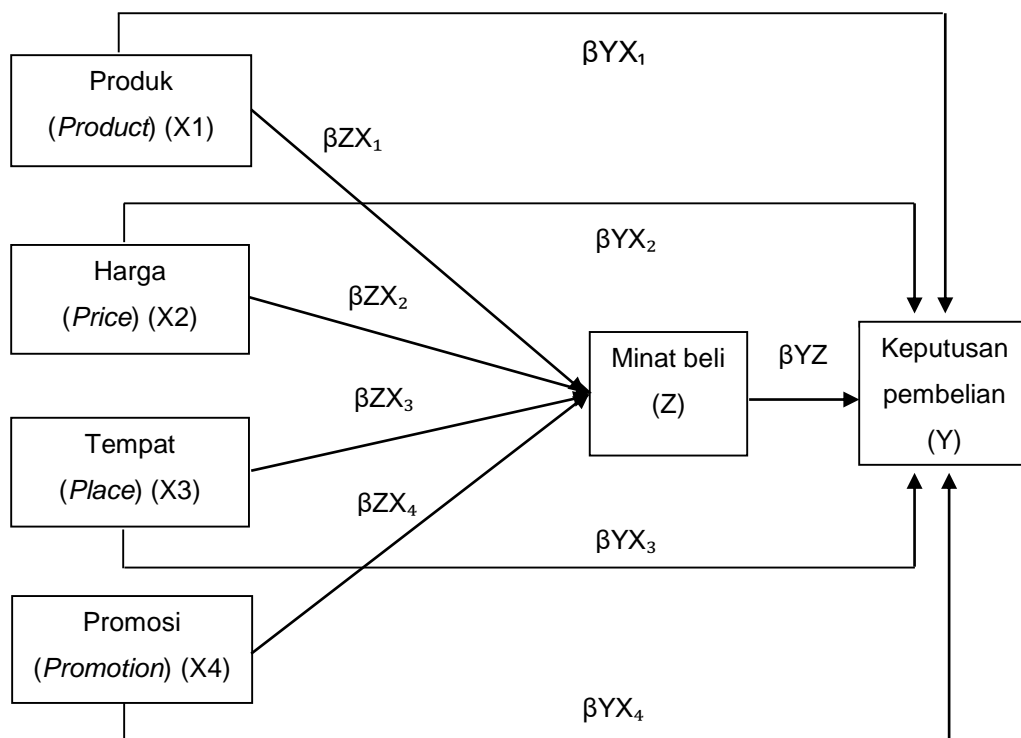 βYX₁
Produk
(Product) (X1)
βZX₁
βYX₂
Harga
(Price) (X2)
βZX₂
Minat beli
(Z)
βYZ
Keputusan
pembelian
(Y)
βZX₃
Tempat
(Place) (X3)
βZX₄
βYX₃
Promosi
(Promotion) (X4)
βYX₄